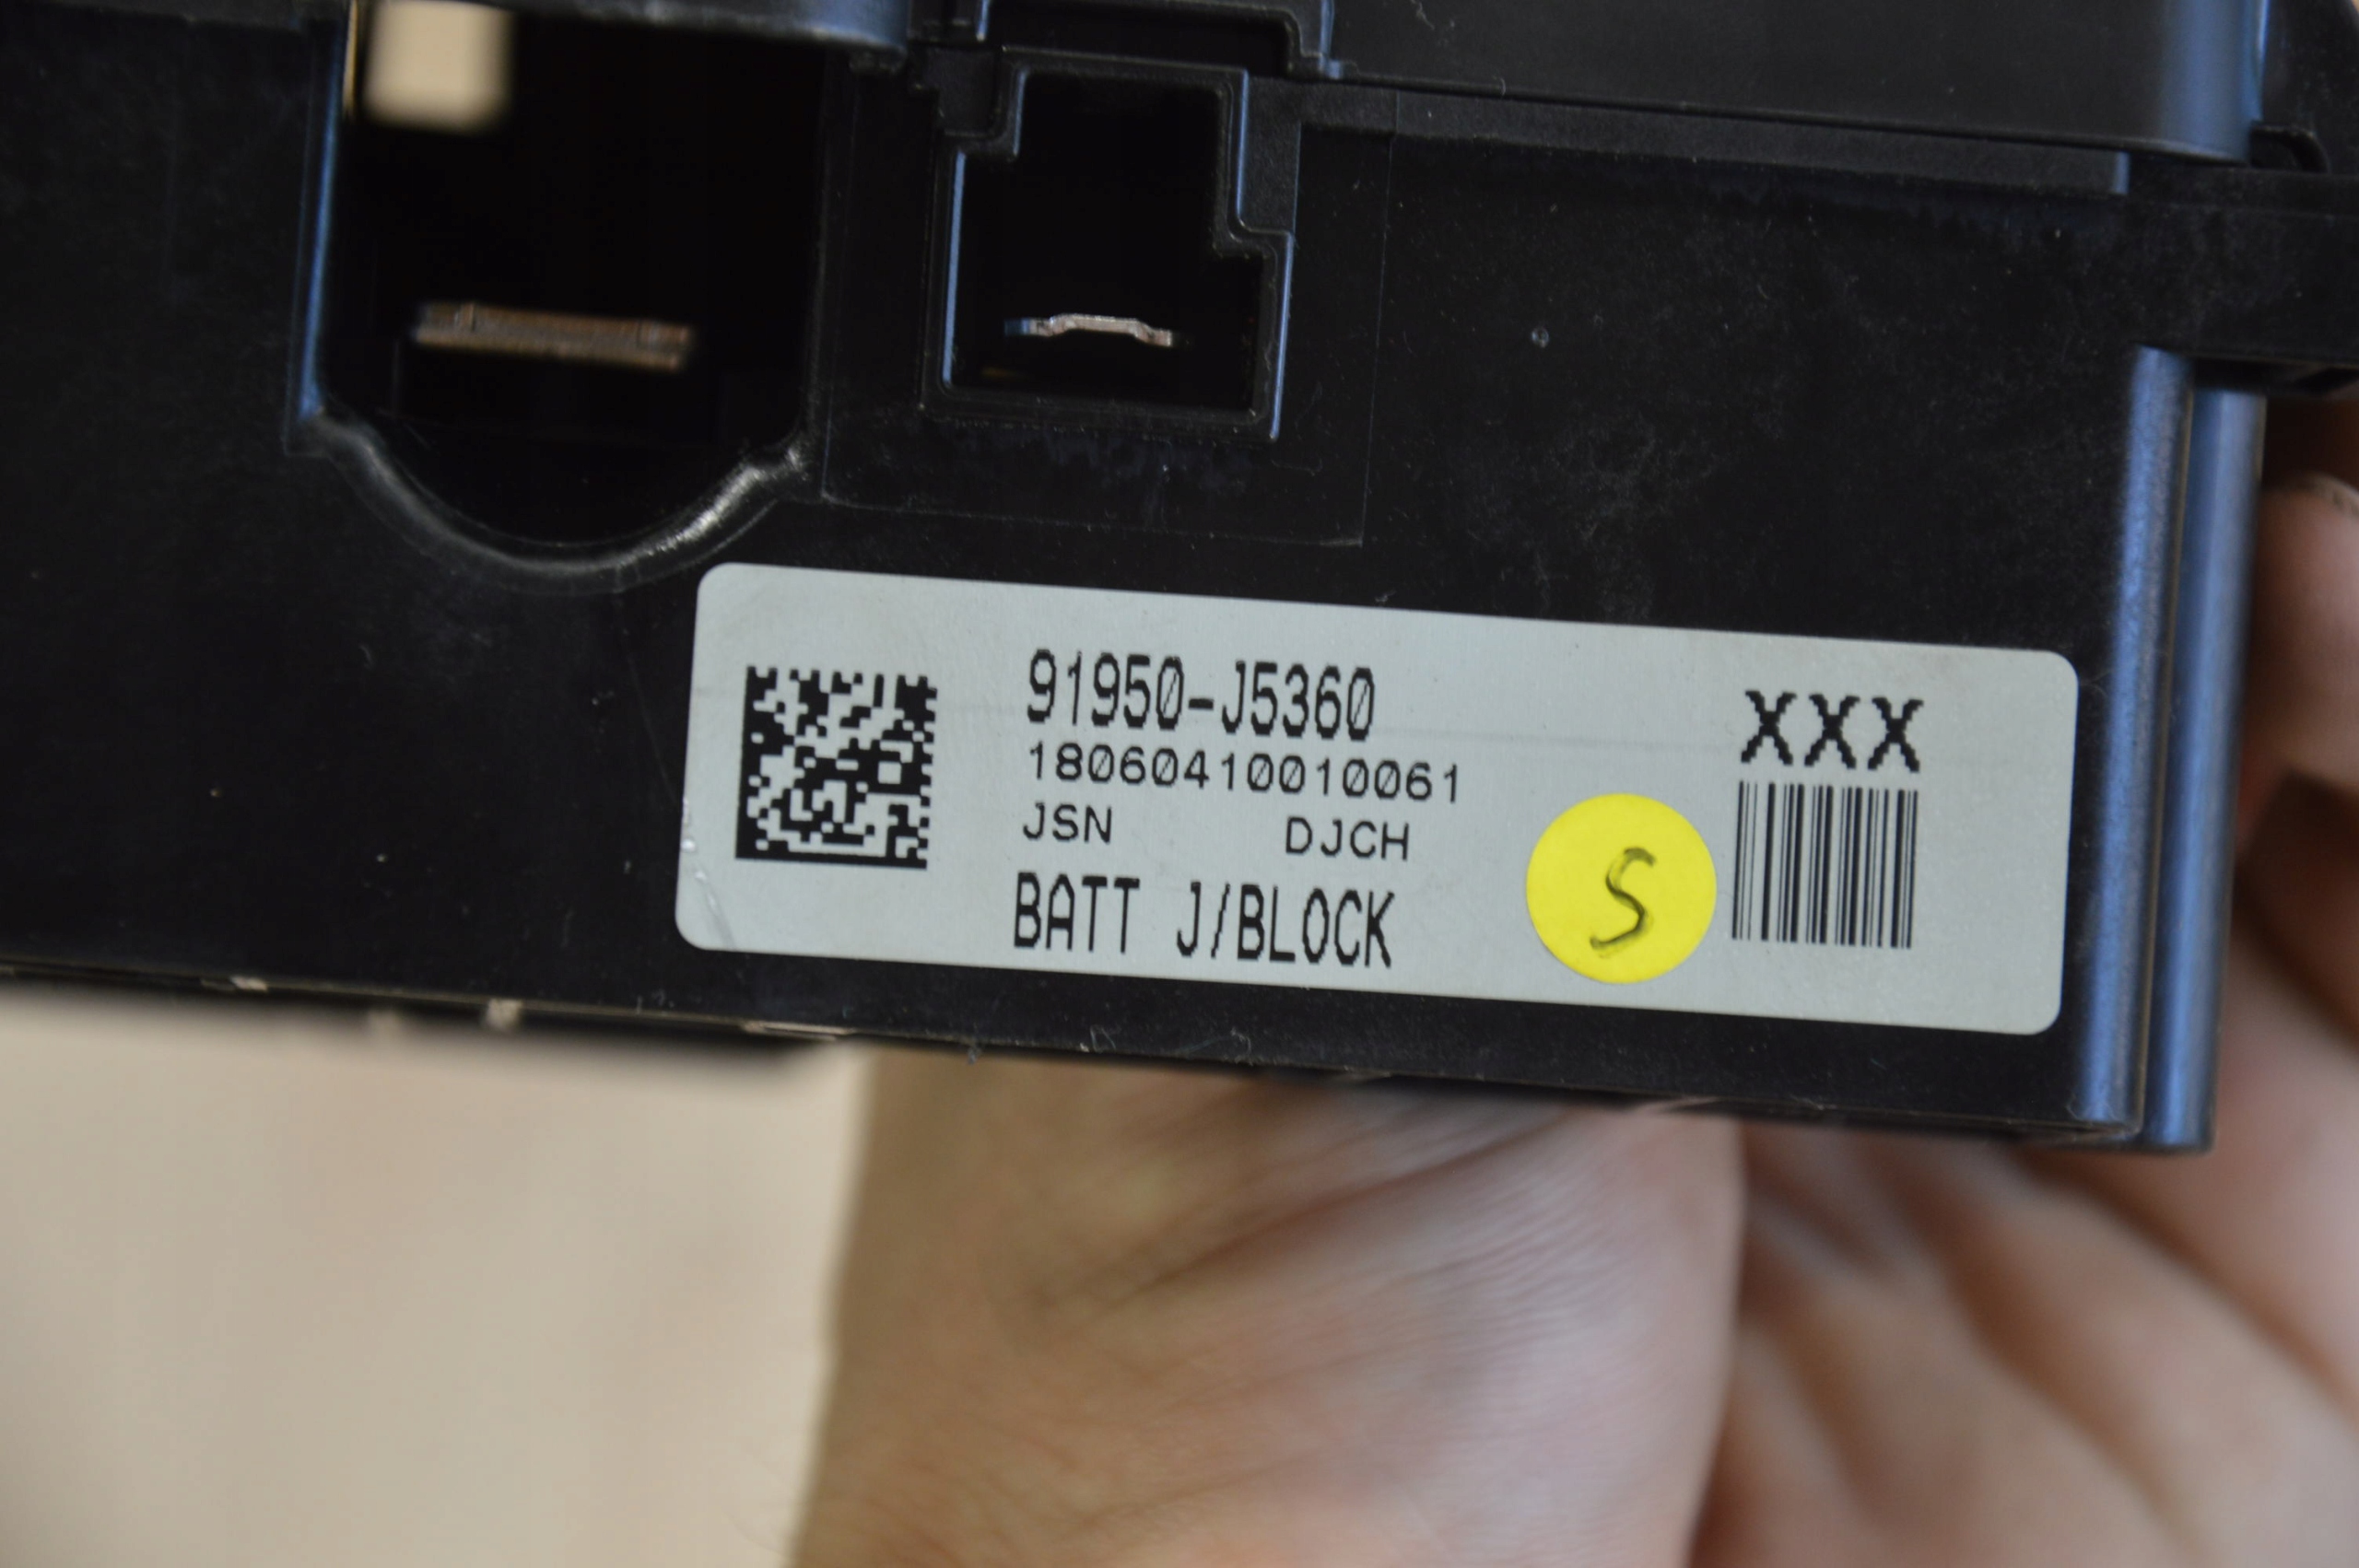 91950-J5360
18060410010061
JSN DJCH
BATT J/BLOCK
XXX
S